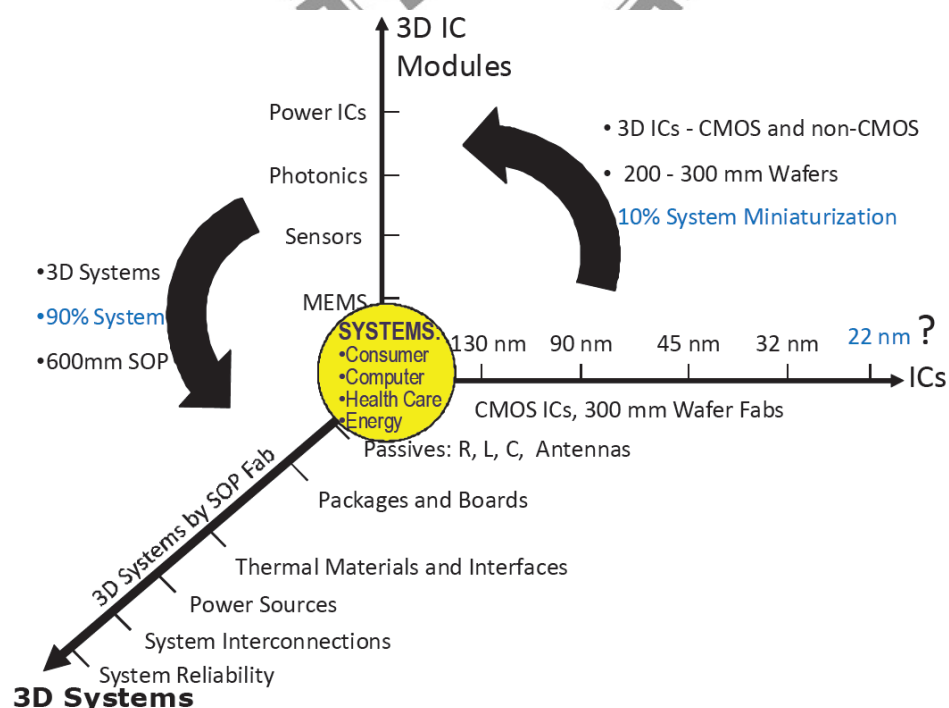 3D IC
Modules
Power ICs
Photonics
Sensors
MEMS
• 3D ICs - CMOS and non-CMOS
• 200 - 300 mm Wafers
10% System Miniaturization
•3D Systems
•90% System
•600mm SOP
SYSTEMS:
•Consumer
•Computer
•Health Care
•Energy
130 nm 90 nm 45 nm 32 nm 22 nm ?
ICs
CMOS ICs, 300 mm Wafer Fabs
Passives: R, L, C, Antennas
Packages and Boards
Thermal Materials and Interfaces
Power Sources
System Interconnections
System Reliability
3D Systems by SOP Fab
3D Systems